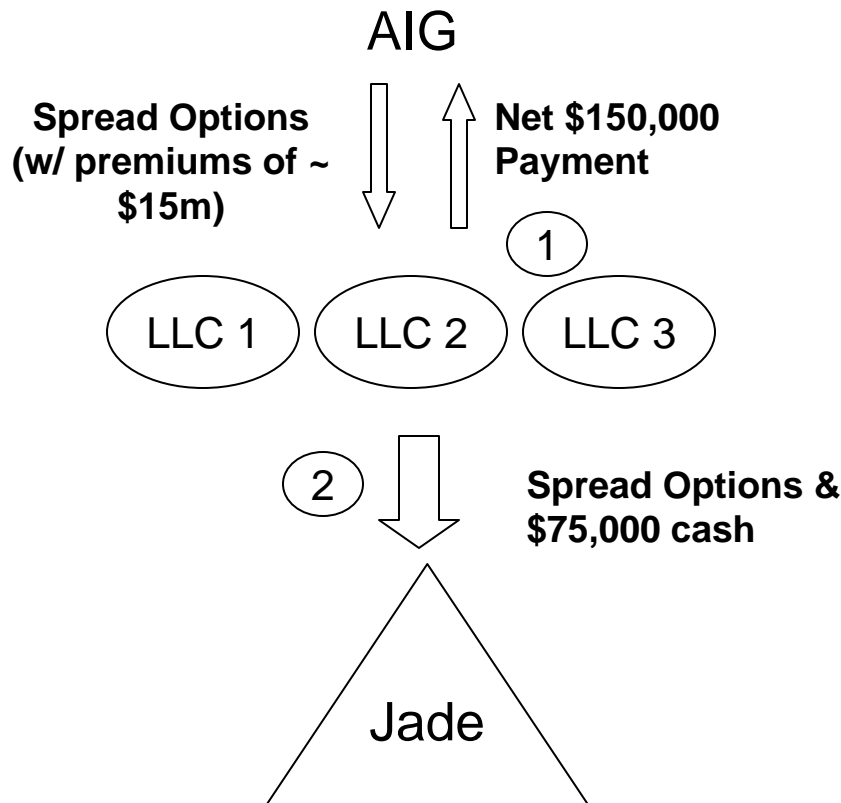 AIG
Spread Options
(w/ premiums of ~
$15m)
Net $150,000
Payment
1
LLC 1
LLC 2
LLC 3
2
Spread Options &
$75,000 cash
Jade